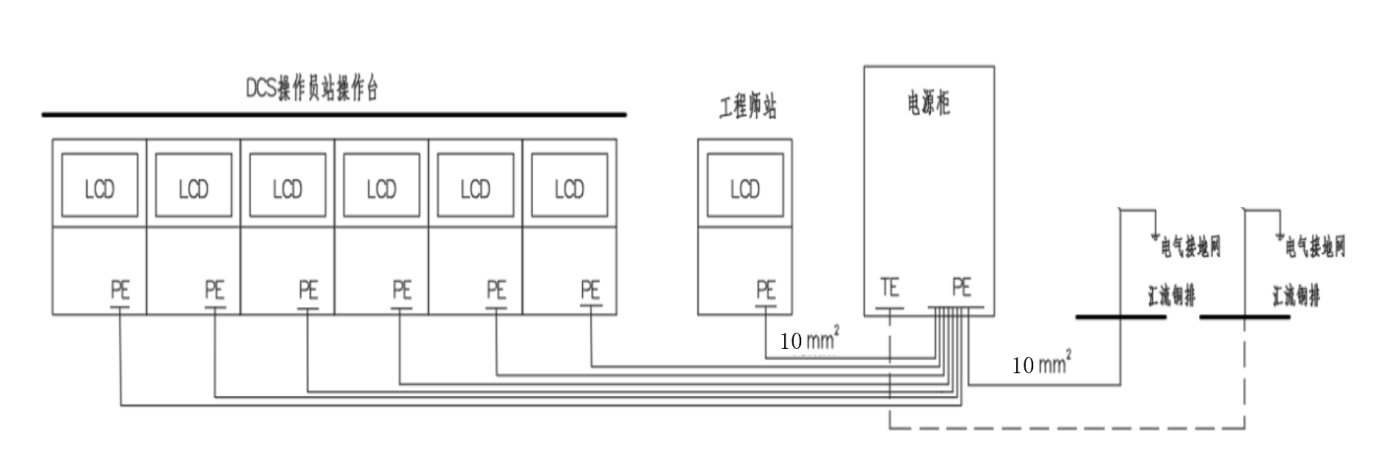 DCS操作员站操作台
工程师站
电源柜
LCD LCD LCD LCD LCD LCD LCD
电气接地网 电气接地网
PE PE PE PE PE PE PE TE PE
汇流铜排 汇流铜排
10 mm²
10 mm²